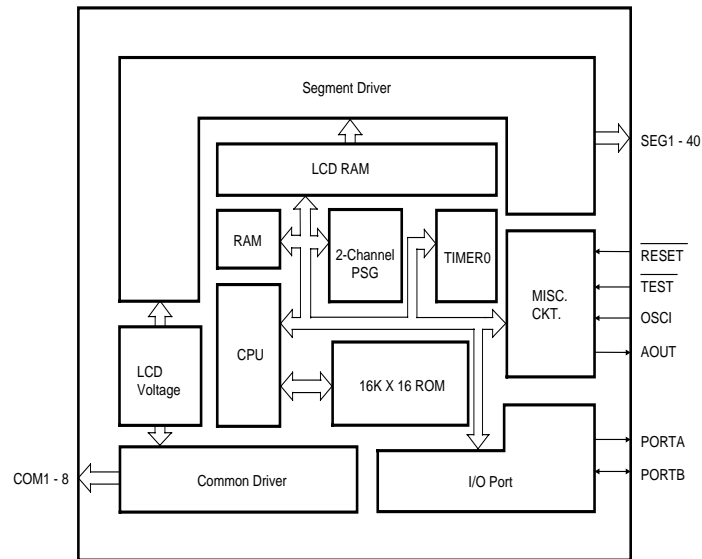 Segment Driver
SEG1 - 40
LCD RAM
RAM
2-Channel
PSG
TIMER0
MISC.
CKT.
RESET
TEST
OSCI
AOUT
LCD
Voltage
CPU
16K X 16 ROM
PORTA
PORTB
COM1 - 8
Common Driver
I/O Port